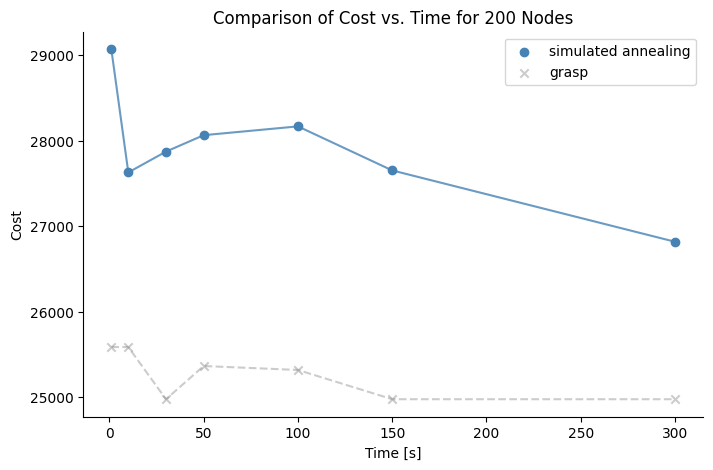 Comparison of Cost vs. Time for 200 Nodes
simulated annealing
grasp
29000
28000
27000
26000
25000
Cost
0 50 100 150 200 250 300
Time [s]